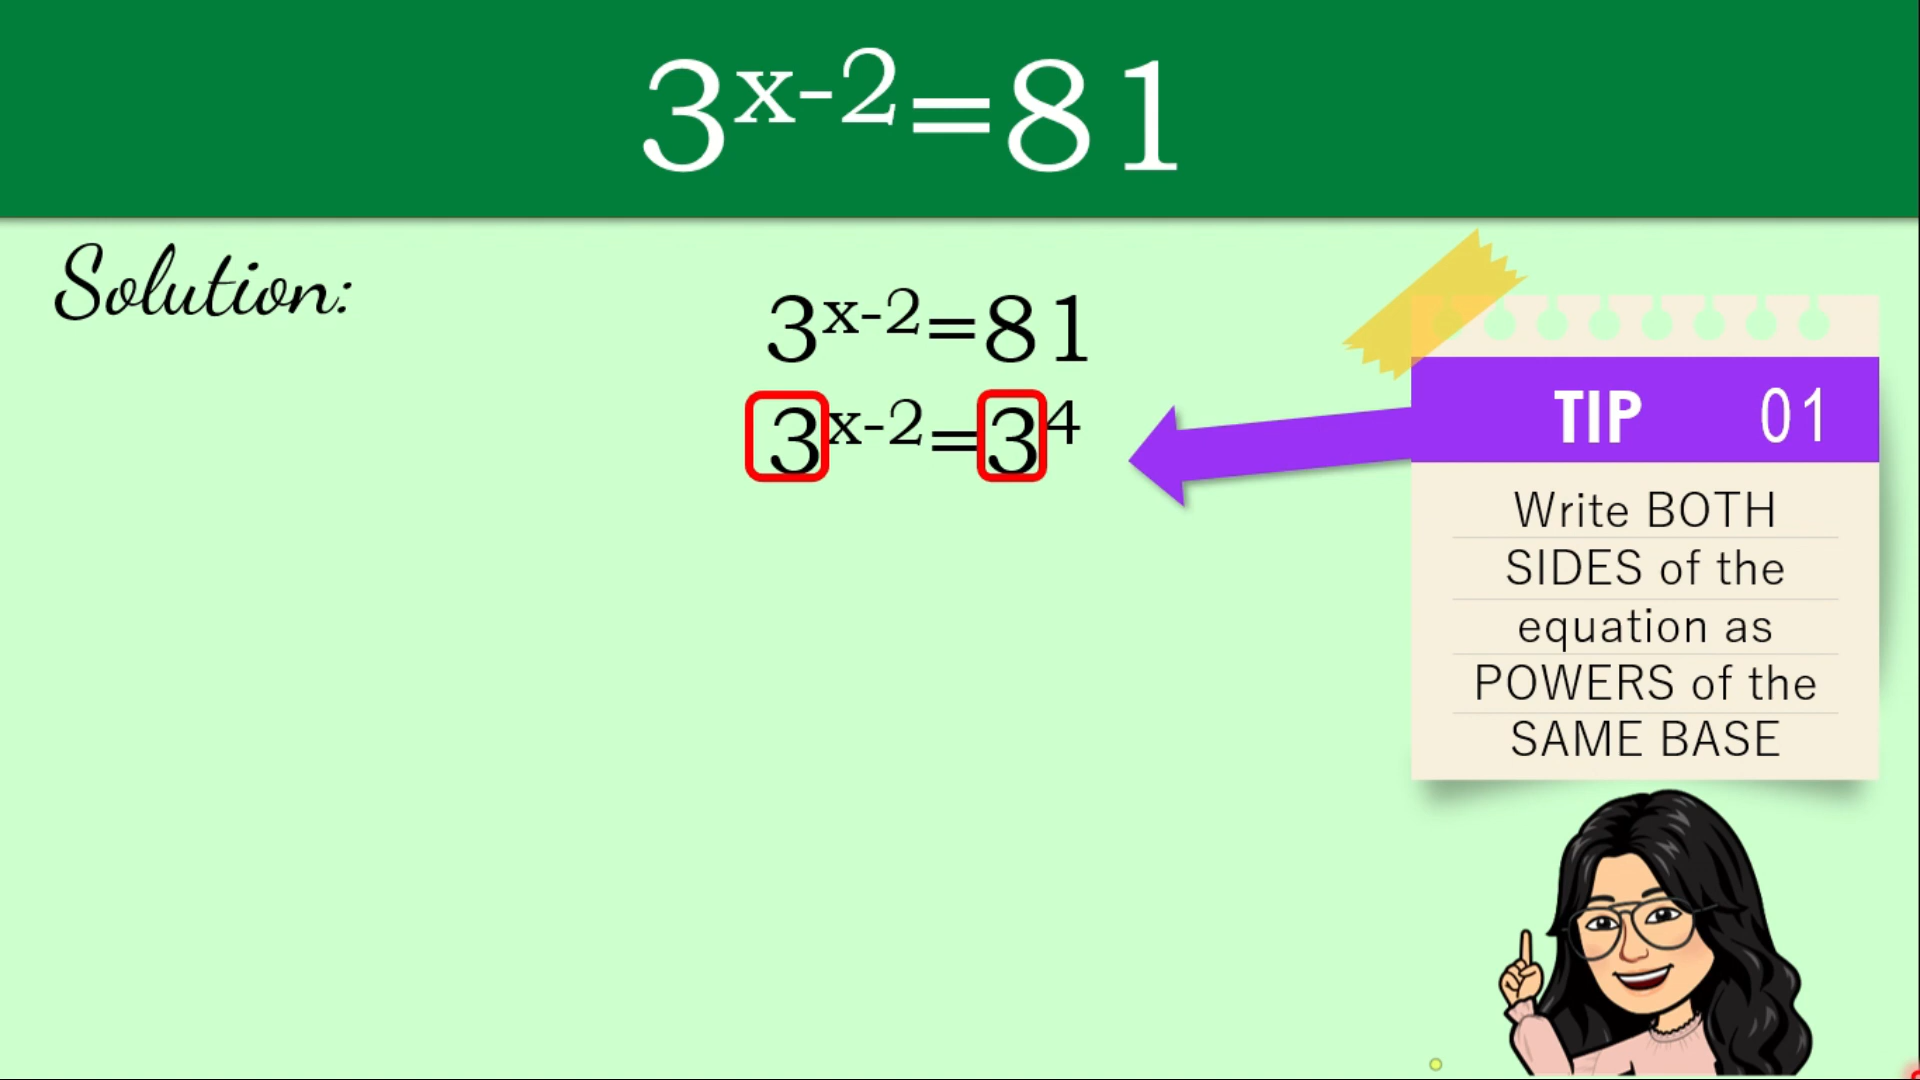 3ˣ⁻²=81
Solution:
3ˣ⁻²=81
3ˣ⁻²=3⁴
TIP 01
Write BOTH
SIDES of the
equation as
POWERS of the
SAME BASE